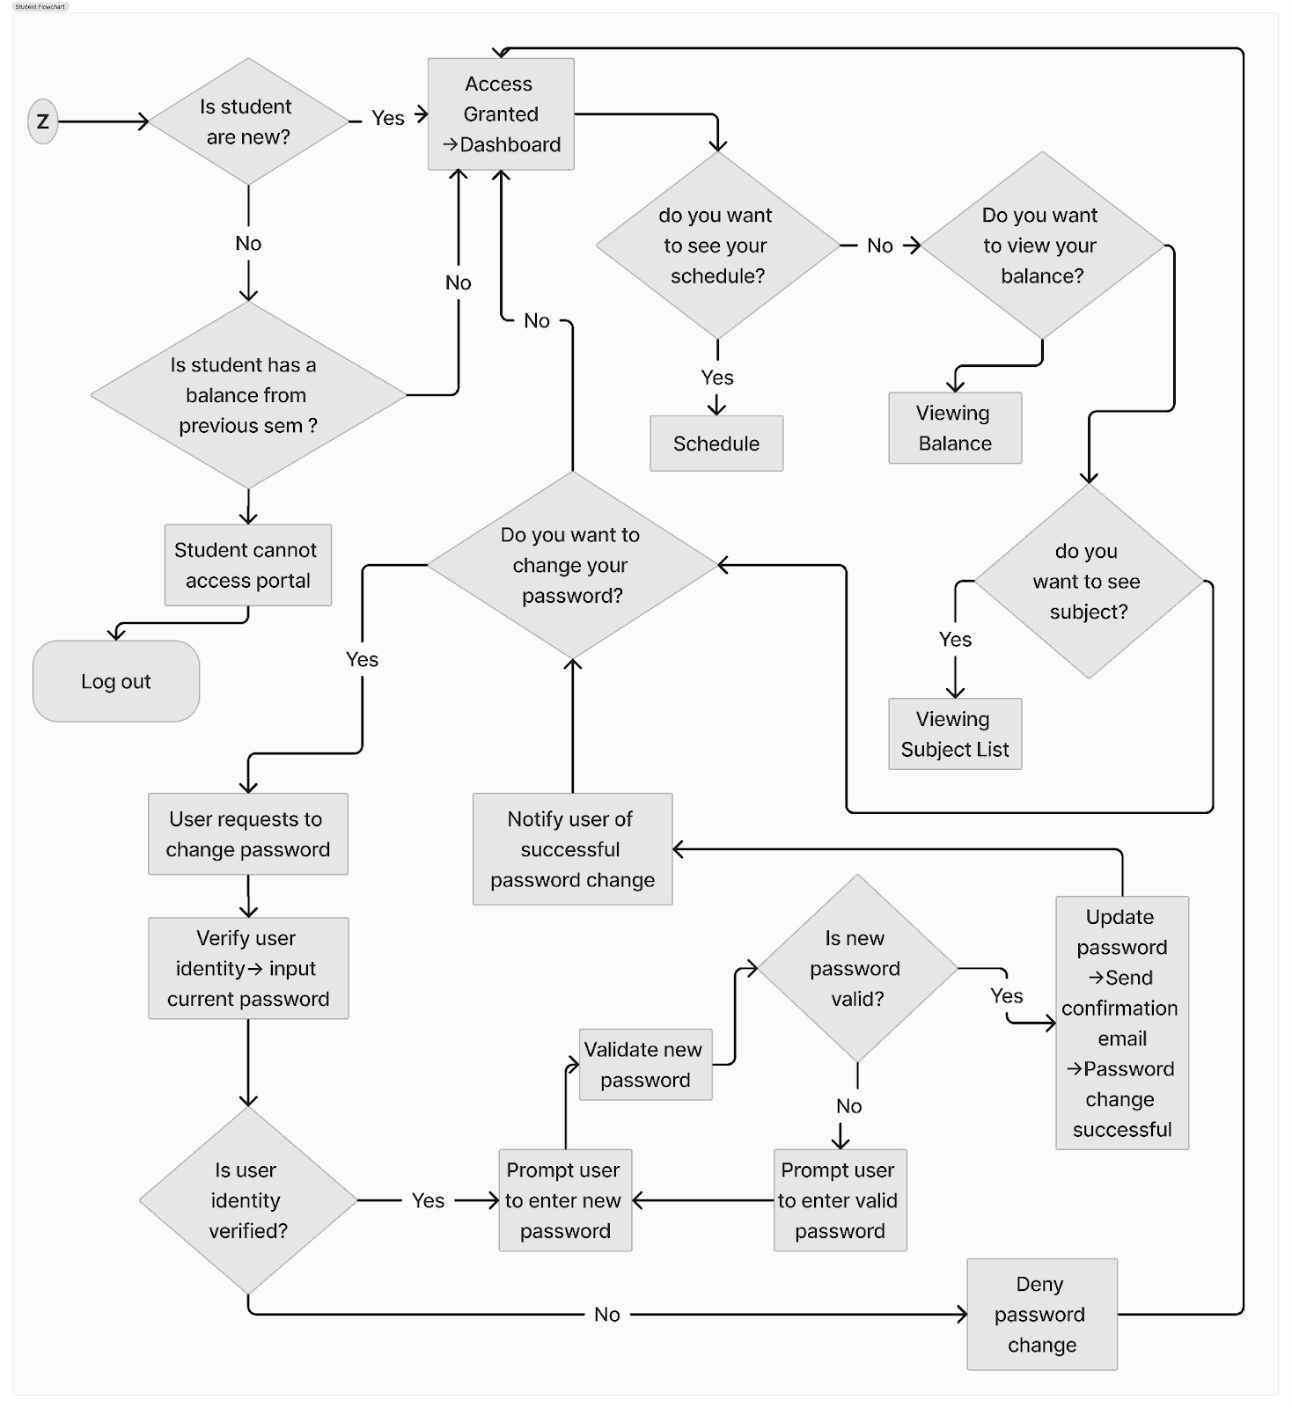 Student Flowchart
Z
Is student
are new?
Yes
Access
Granted
→Dashboard
do you want
to see your
schedule?
No
Do you want
to view your
balance?
No
No
No
Is student has a
balance from
previous sem ?
Yes
Schedule
Viewing
Balance
Student cannot
access portal
Log out
Do you want to
change your
password?
do you
want to see
subject?
Yes
Yes
Viewing
Subject List
User requests to
change password
Notify user of
successful
password change
Verify user
identity→ input
current password
Is new
password
valid?
Yes
Update
password
→Send
confirmation
email
→Password
change
successful
Validate new
password
No
Is user
identity
verified?
Yes
Prompt user
to enter new
password
Prompt user
to enter valid
password
No
Deny
password
change